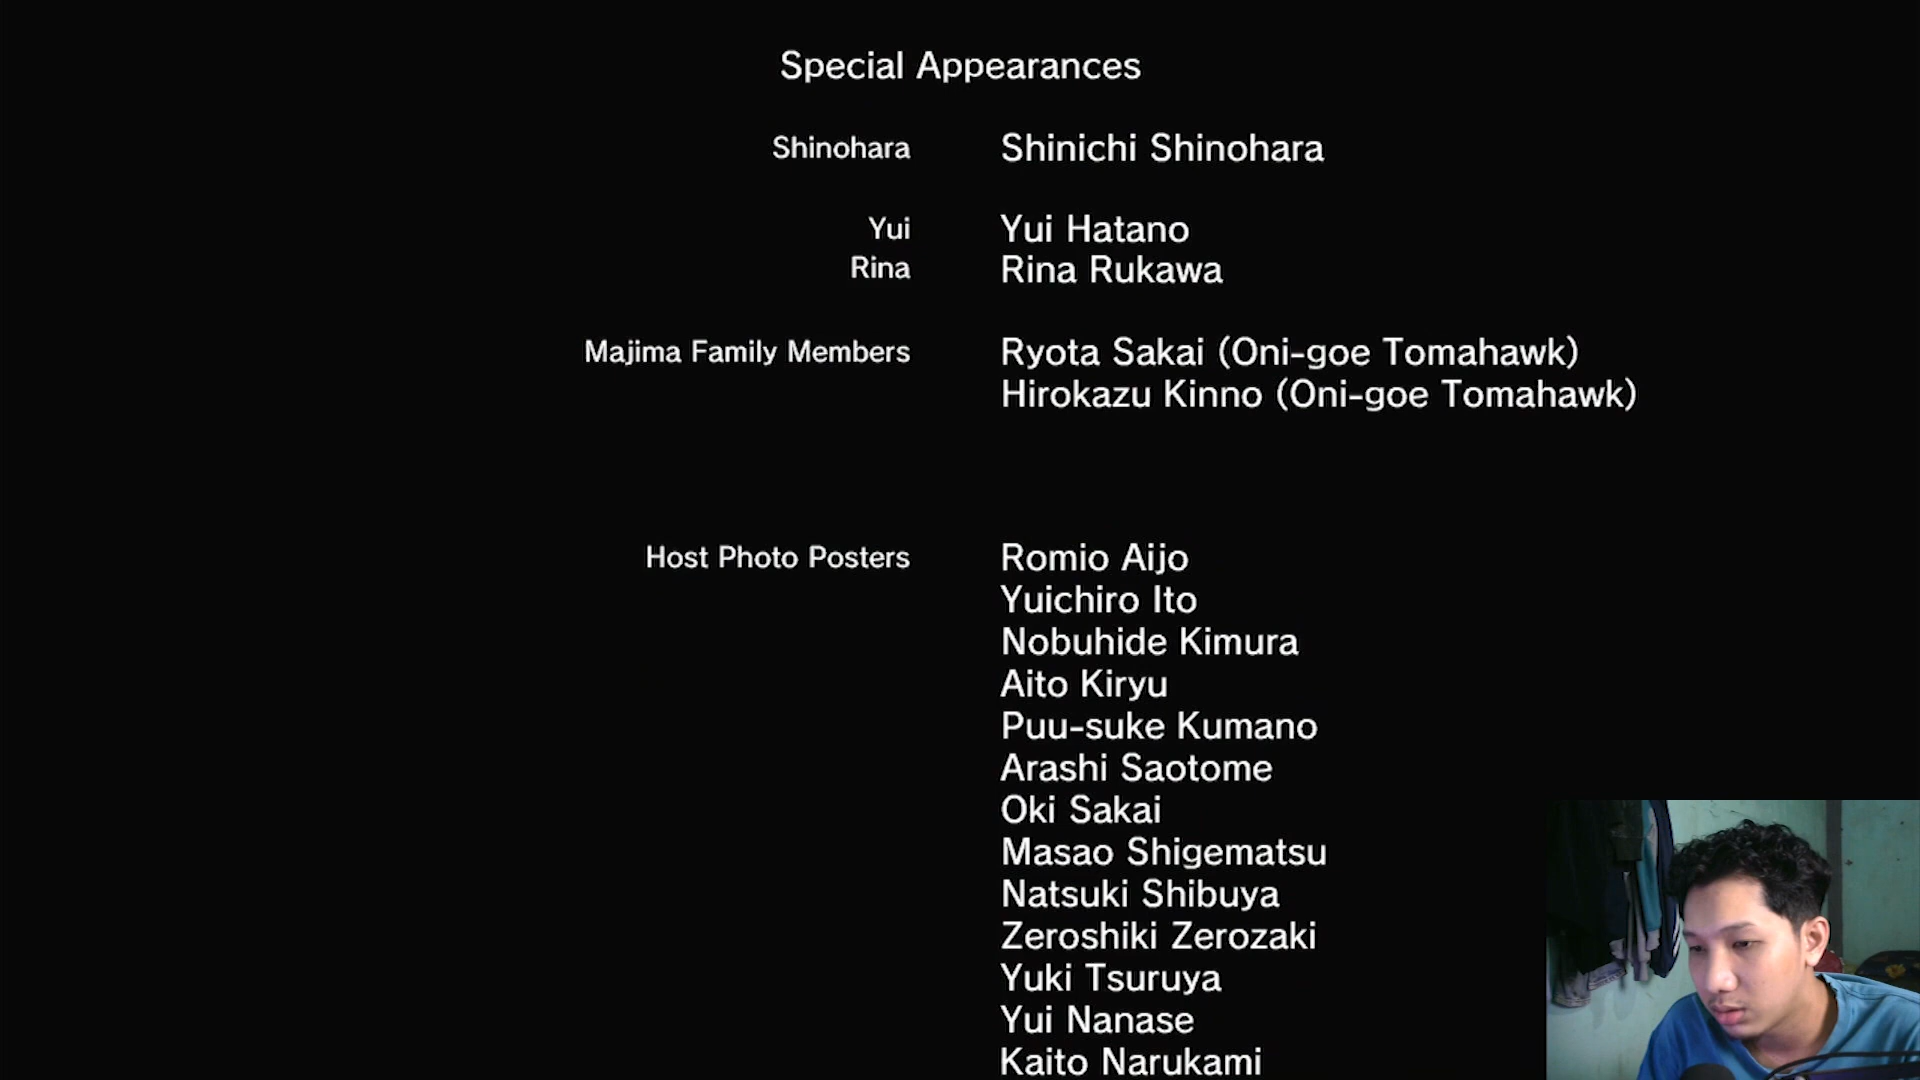 Special Appearances
Shinohara Shinichi Shinohara
Yui Yui Hatano
Rina Rina Rukawa
Majima Family Members Ryota Sakai (Oni-goe Tomahawk)
Hirokazu Kinno (Oni-goe Tomahawk)
Host Photo Posters Romio Aijo
Yuichiro Ito
Nobuhide Kimura
Aito Kiryu
Puu-suke Kumano
Arashi Saotome
Oki Sakai
Masao Shigematsu
Natsuki Shibuya
Zeroshiki Zerozaki
Yuki Tsuruya
Yui Nanase
Kaito Narukami